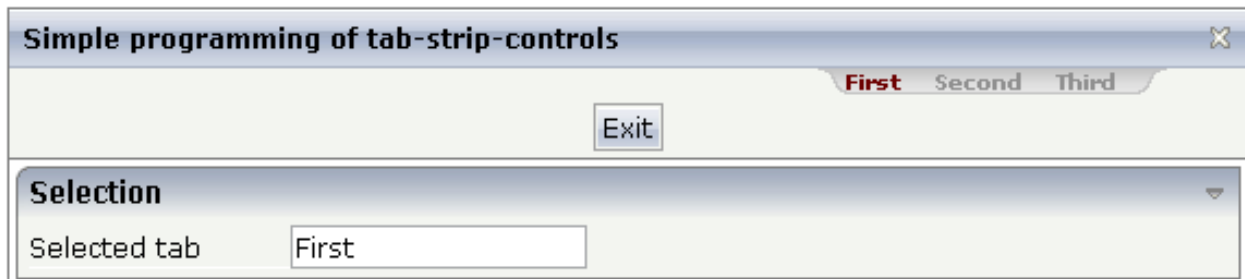 Simple programming of tab-strip-controls
First Second Third
Exit
Selection
Selected tab First